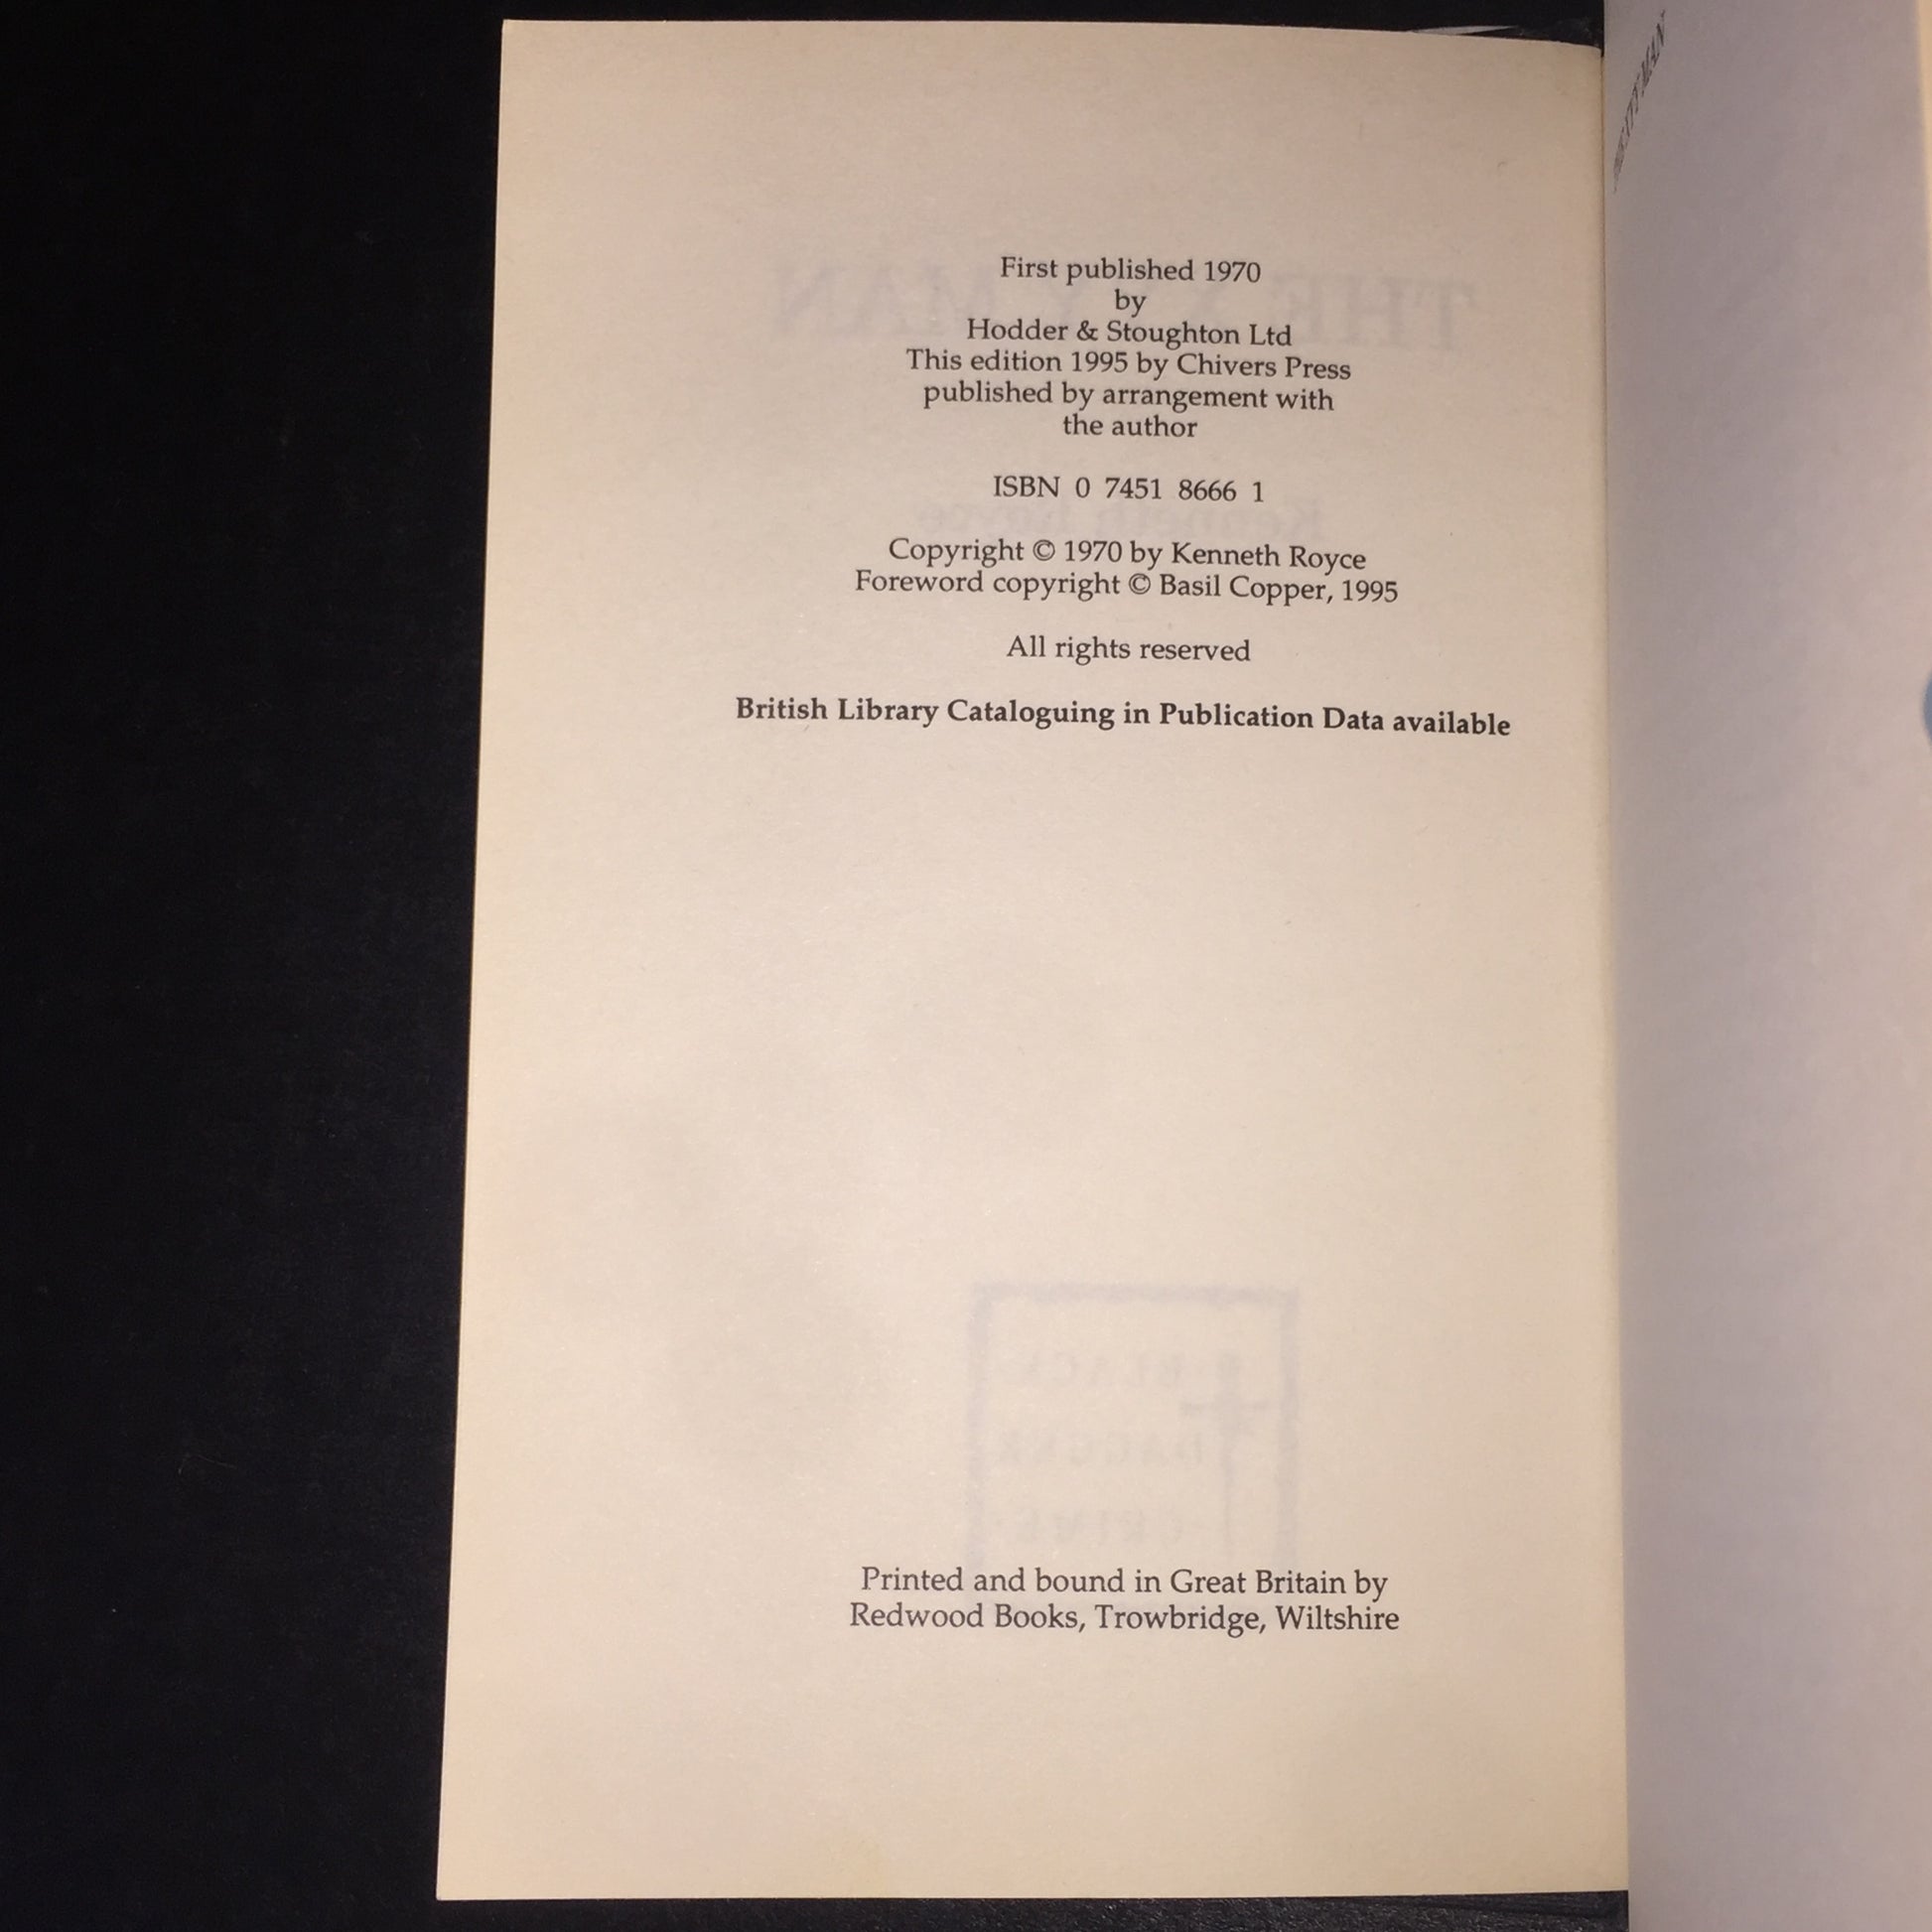 First published 1970
by
Hodder & Stoughton Ltd
This edition 1995 by Chivers Press
published by arrangement with
the author
ISBN 0 7451 8666 1
Copyright © 1970 by Kenneth Royce
Foreword copyright © Basil Copper, 1995
All rights reserved
British Library Cataloguing in Publication Data available
Printed and bound in Great Britain by
Redwood Books, Trowbridge, Wiltshire
MAN